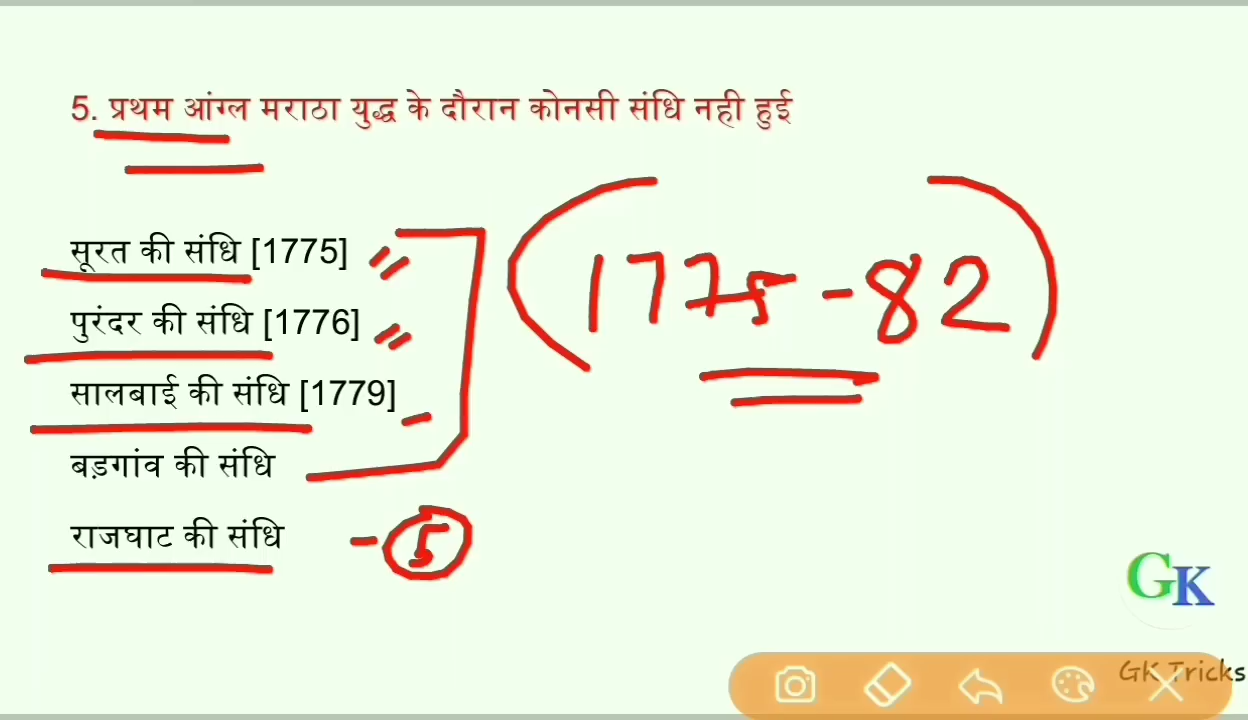 5. प्रथम आंग्ल मराठा युद्ध के दौरान कोनसी संधि नही हुई
सूरत की संधि [1775]
(1775-82)
पुरंदर की संधि [1776]
सालबाई की संधि [1779]
बड़गांव की संधि
राजघाट की संधि - 5
GK
GK Tricks